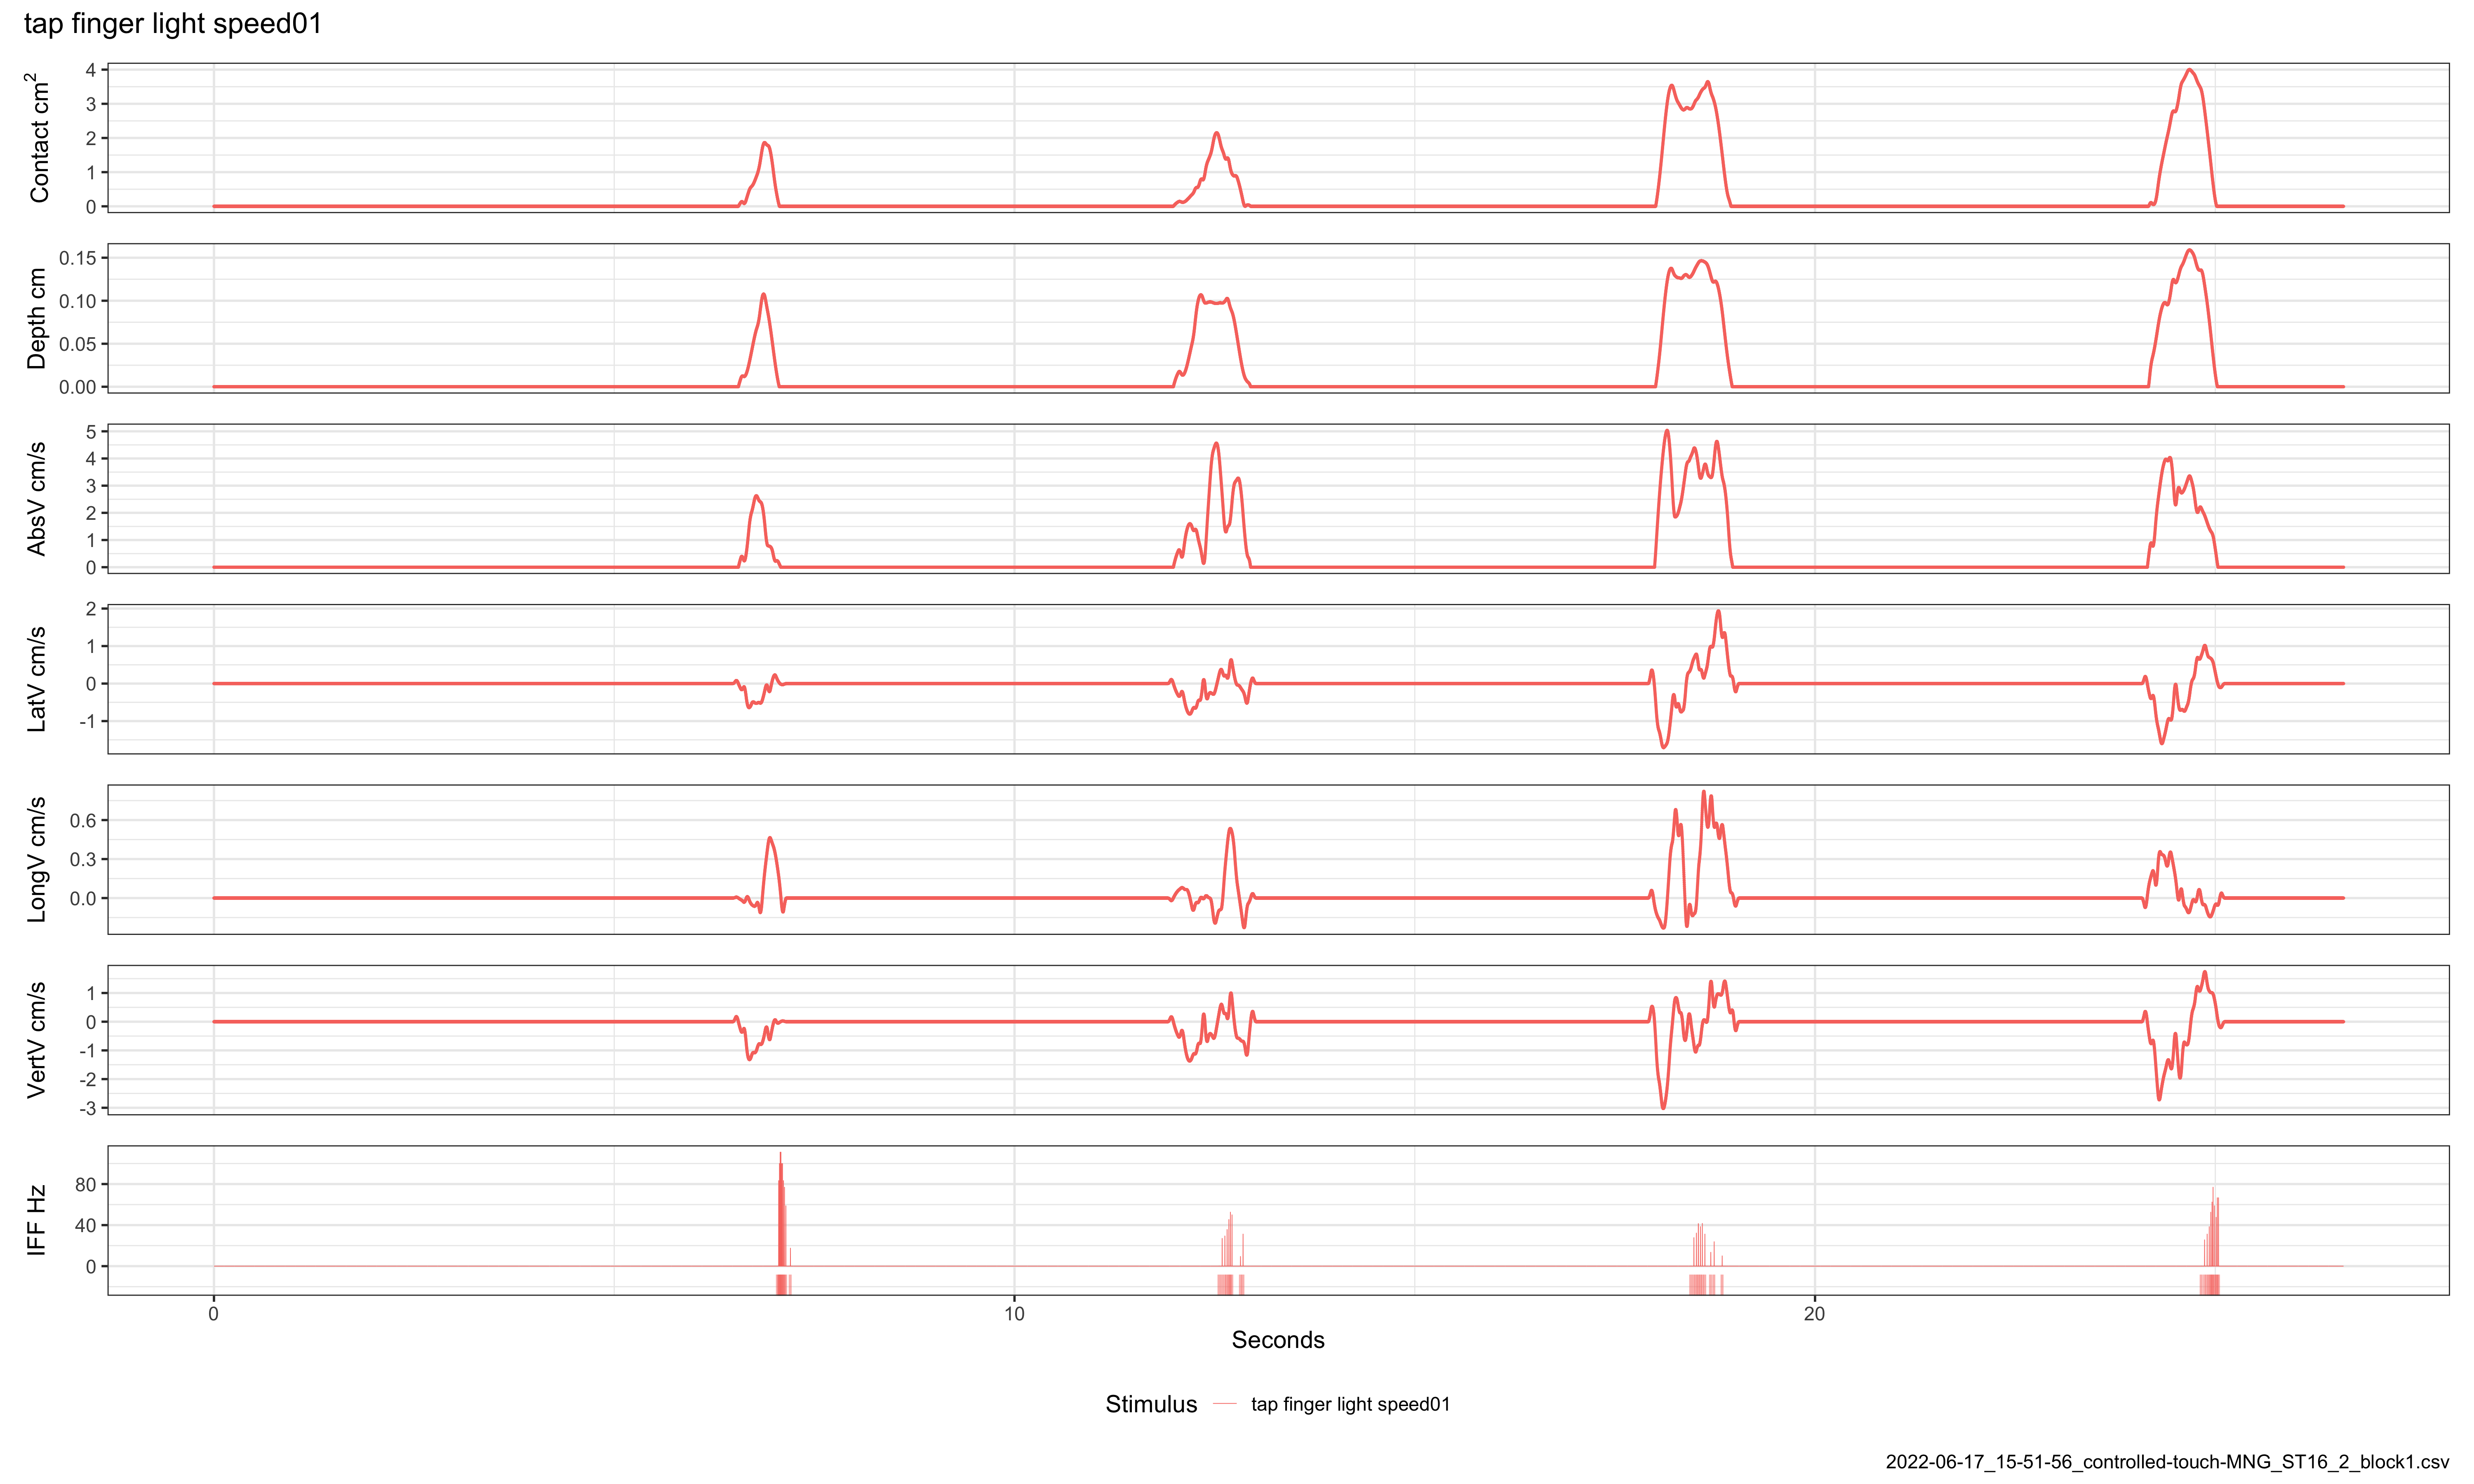 tap finger light speed01
Contact cm²
4
3
2
1
0
Depth cm
0.15
0.10
0.05
0.00
AbsV cm/s
5
4
3
2
1
0
LatV cm/s
2
1
0
-1
LongV cm/s
0.6
0.3
0.0
VertV cm/s
1
0
-1
-2
-3
IFF Hz
80
40
0
0 10 20
Seconds
Stimulus tap finger light speed01
2022-06-17_15-51-56_controlled-touch-MNG_ST16_2_block1.csv